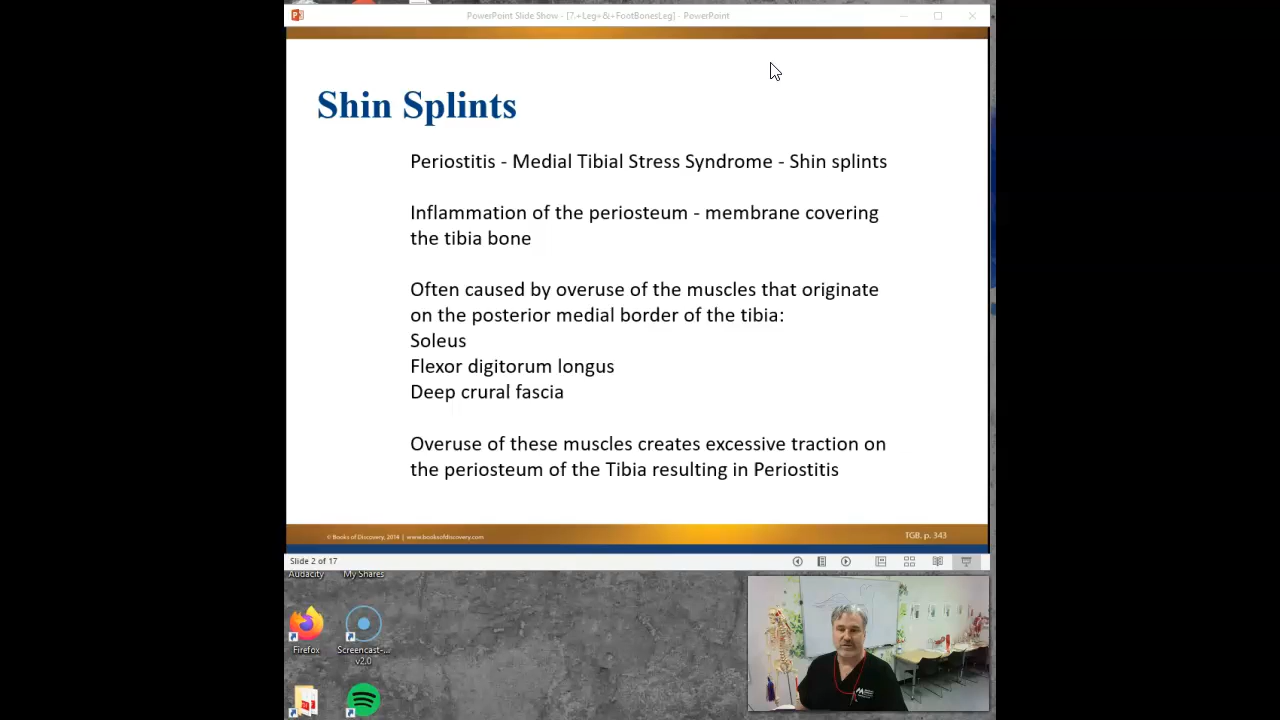 PowerPoint Slide Show - [7.+Leg+&+FootBonesLeg] - PowerPoint
Shin Splints
Periostitis - Medial Tibial Stress Syndrome - Shin splints
Inflammation of the periosteum - membrane covering
the tibia bone
Often caused by overuse of the muscles that originate
on the posterior medial border of the tibia:
Soleus
Flexor digitorum longus
Deep crural fascia
Overuse of these muscles creates excessive traction on
the periosteum of the Tibia resulting in Periostitis
© Books of Discovery, 2014 | www.booksofdiscovery.com
TGB. p. 343
Slide 2 of 17
Audacity
My Shares
Firefox
Screencast-...
v2.0